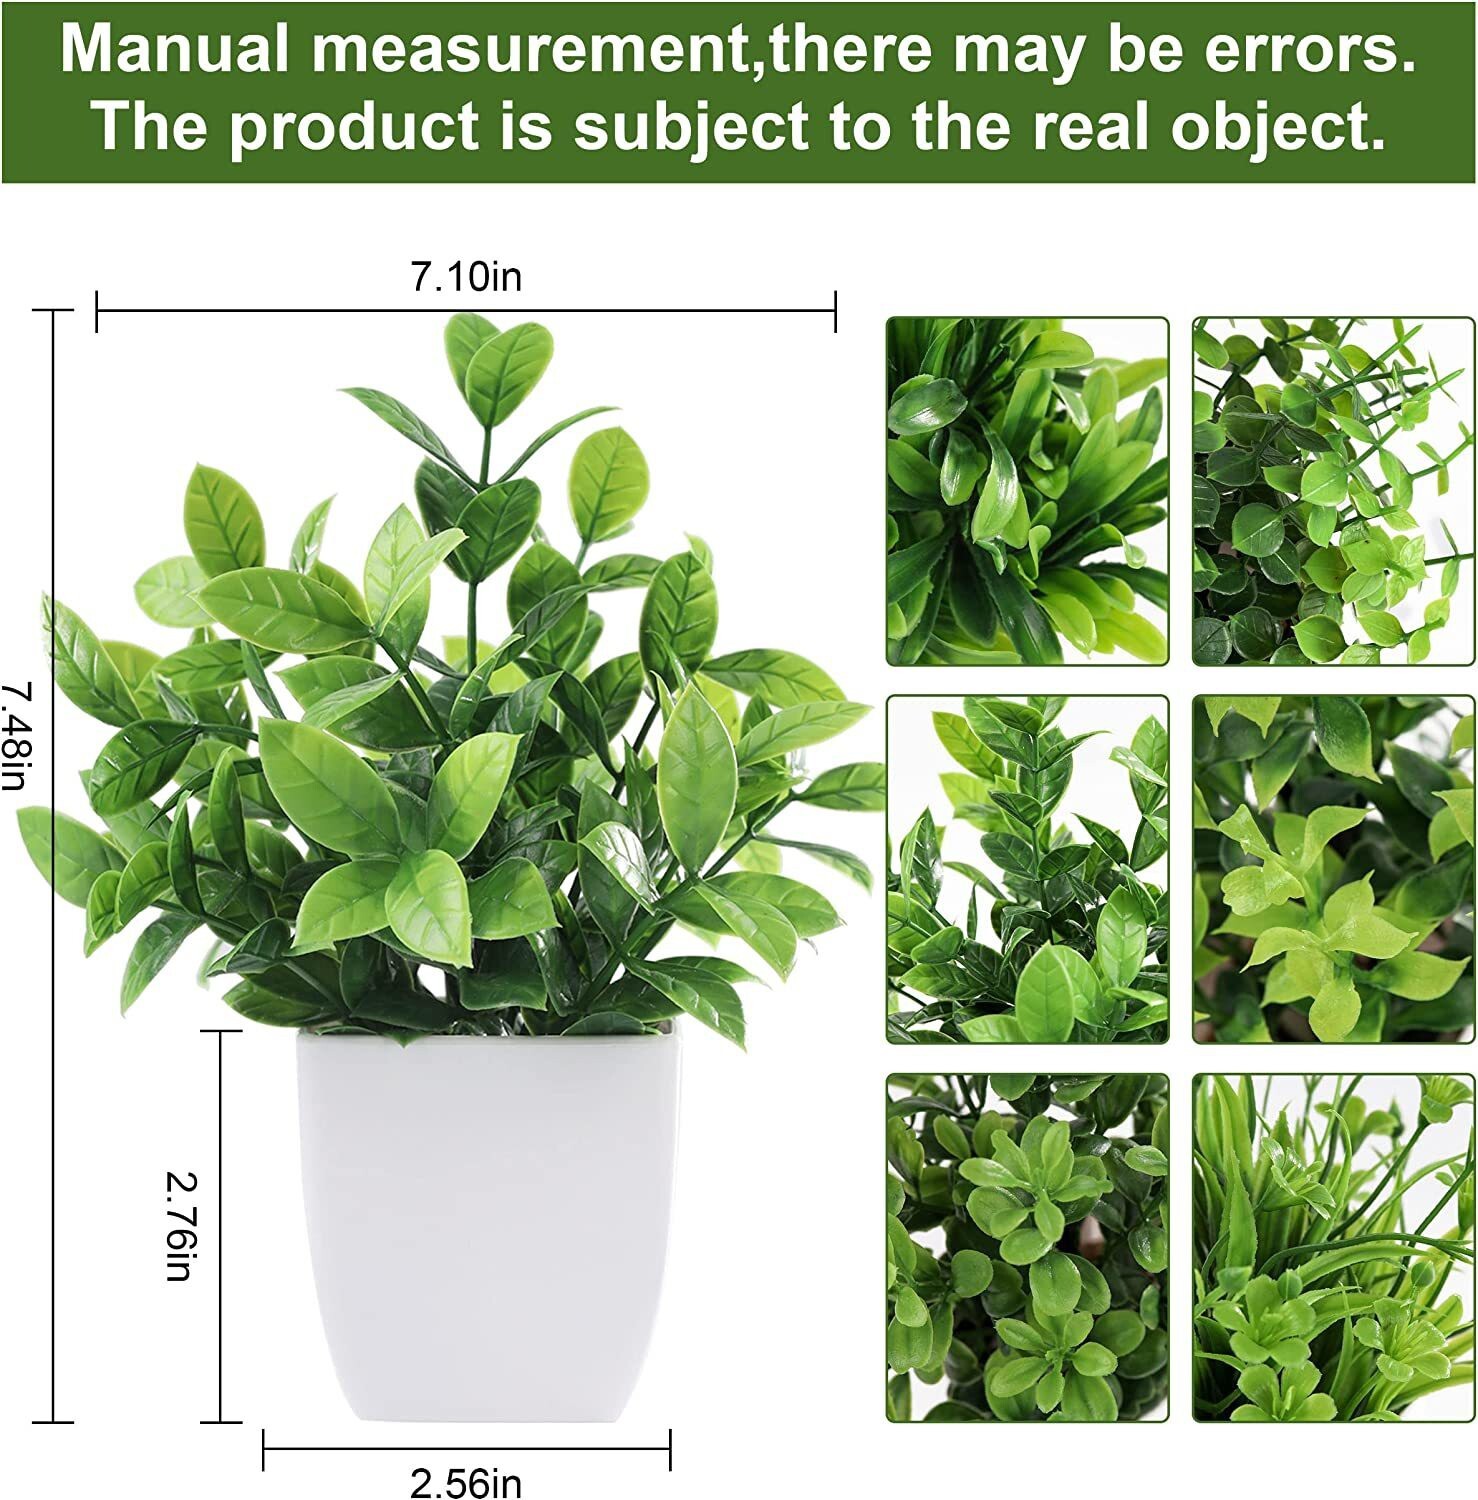 Manual measurement,there may be errors.
The product is subject to the real object.
7.10in
7.48in
2.76in
2.56in